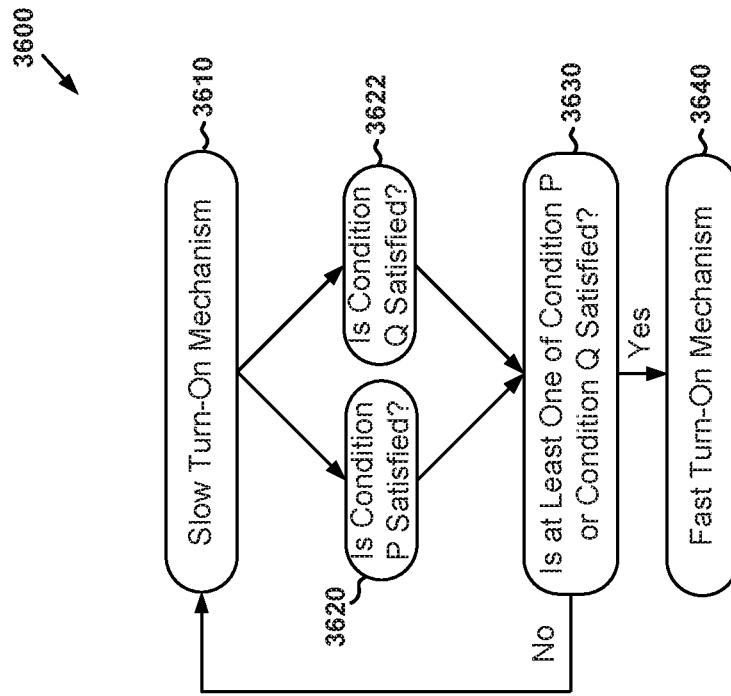 3600
Slow Turn-On Mechanism
3610
Is Condition
P Satisfied?
3620
Is Condition
Q Satisfied?
3622
Is at Least One of Condition P
or Condition Q Satisfied?
3630
No
Yes
Fast Turn-On Mechanism
3640